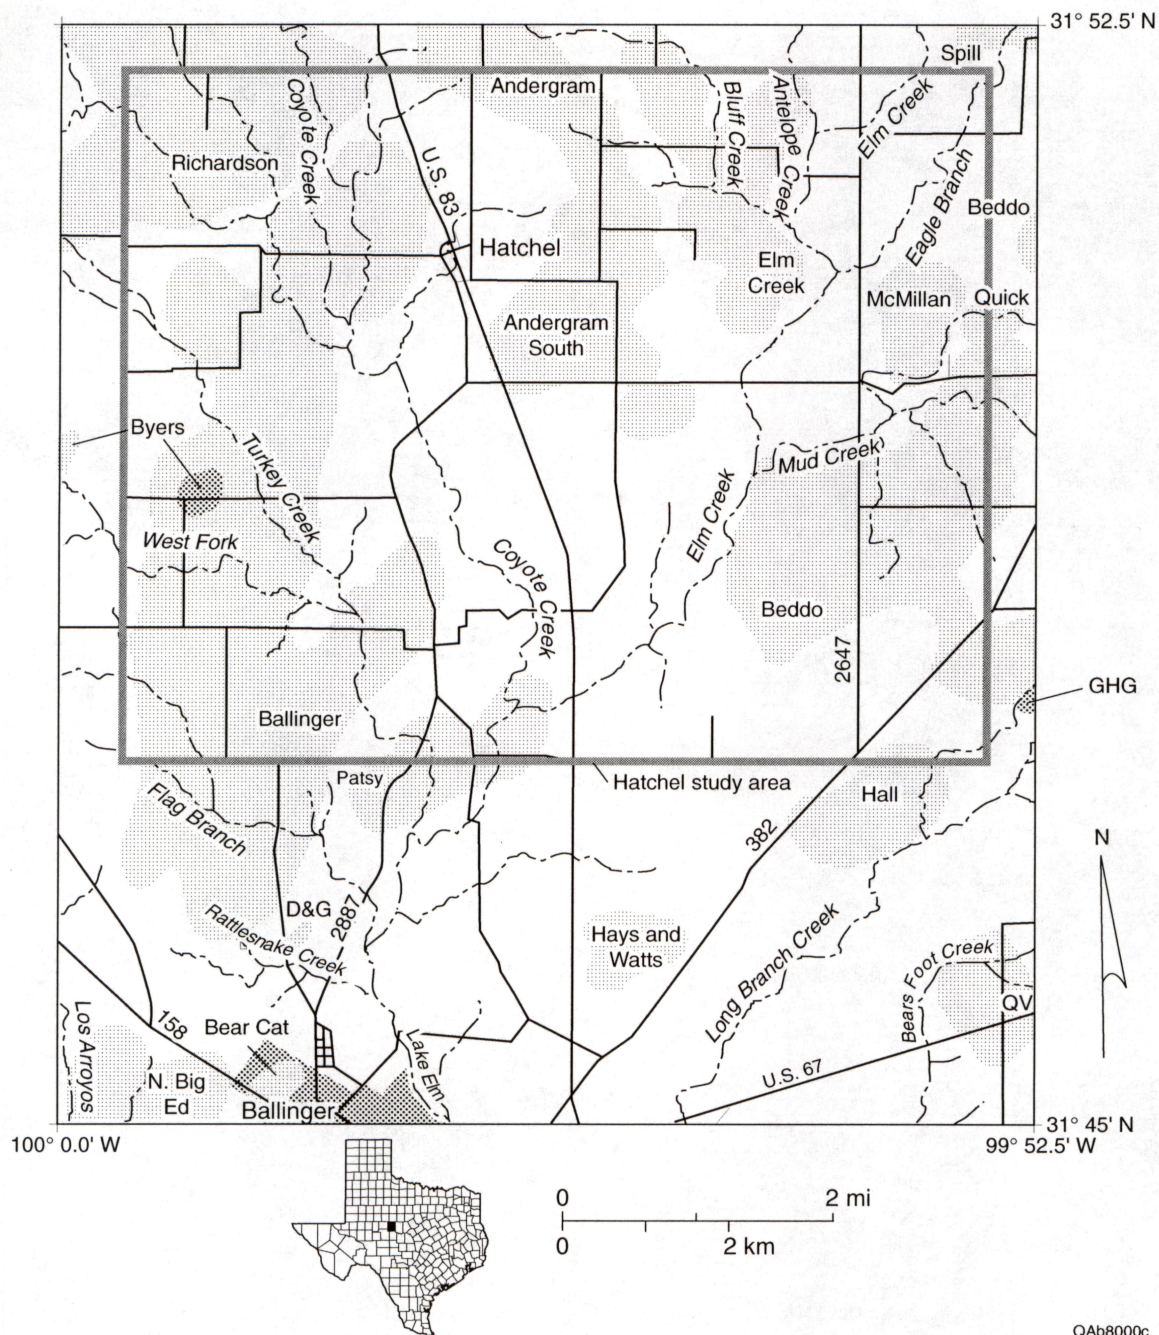 31° 52.5' N
Spill
Andergram
Coyote Creek
Bluff Creek
Antelope Creek
Elm Creek
Richardson
U.S. 83
Eagle Branch
Beddo
Hatchel
Elm
Creek
McMillan
Quick
Andergram
South
Byers
Turkey Creek
Mud Creek
West Fork
Elm Creek
Coyote Creek
Beddo
2647
GHG
Ballinger
Patsy
Hatchel study area
Hall
Flag Branch
382
N
D&G
2887
Rattlesnake Creek
Hays and
Watts
Long Branch Creek
Bears Foot Creek
QV
Los Arroyos
158
Bear Cat
Lake Elm
U.S. 67
N. Big
Ed
Ballinger
31° 45' N
100° 0.0' W
99° 52.5' W
0
2 mi
0
2 km
QAb8000c